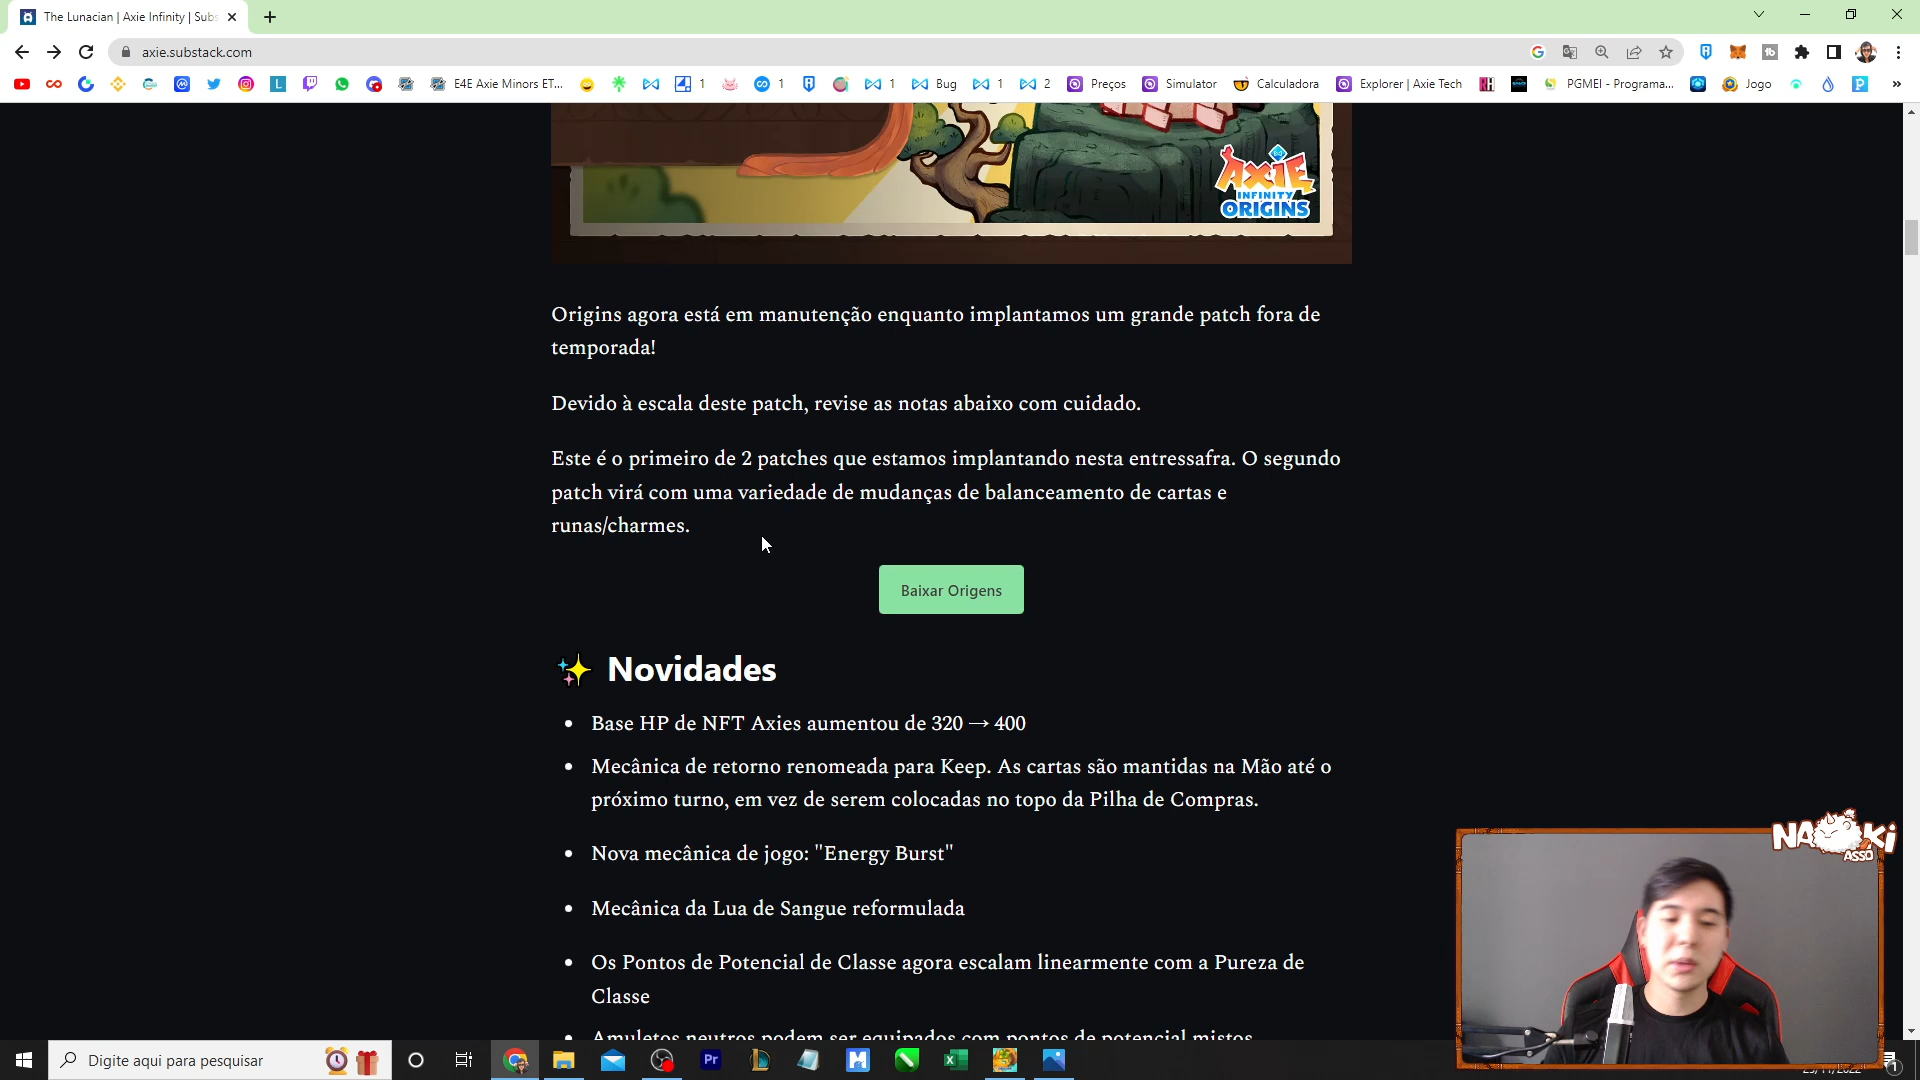 The Lunacian | Axie Infinity | Subs
axie.substack.com
E4E Axie Minors ET...
1
1
1
Bug
1
2
Preços
Simulator
Calculadora
Explorer | Axie Tech
PGMEI - Programa...
Jogo
AXIE
INFINITY
ORIGINS
Origins agora está em manutenção enquanto implantamos um grande patch fora de
temporada!
Devido à escala deste patch, revise as notas abaixo com cuidado.
Este é o primeiro de 2 patches que estamos implantando nesta entressafra. O segundo
patch virá com uma variedade de mudanças de balanceamento de cartas e
runas/charmes.
Baixar Origens
Novidades
Base HP de NFT Axies aumentou de 320 → 400
Mecânica de retorno renomeada para Keep. As cartas são mantidas na Mão até o
próximo turno, em vez de serem colocadas no topo da Pilha de Compras.
Nova mecânica de jogo: "Energy Burst"
Mecânica da Lua de Sangue reformulada
Os Pontos de Potencial de Classe agora escalam linearmente com a Pureza de
Classe
Amuletos neutros podem ser equipados com pontos de potencial mistos
NAOKI
ASSO
Digite aqui para pesquisar
Pr
1